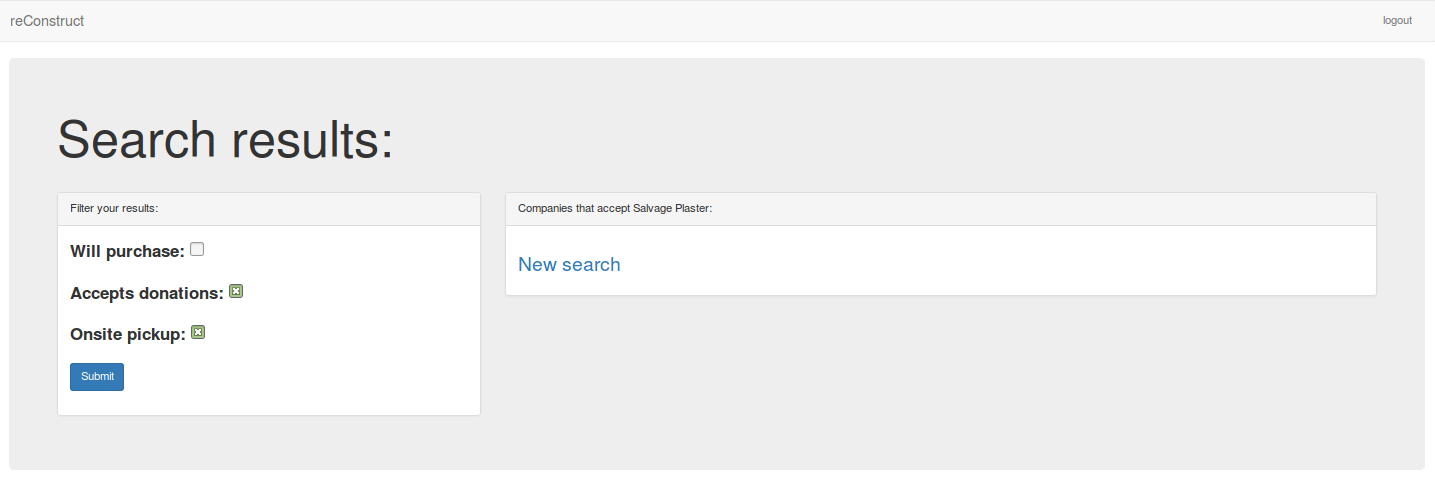 reConstruct
logout
Search results:
Filter your results:
Will purchase:
Accepts donations:
Onsite pickup:
Submit
Companies that accept Salvage Plaster:
New search